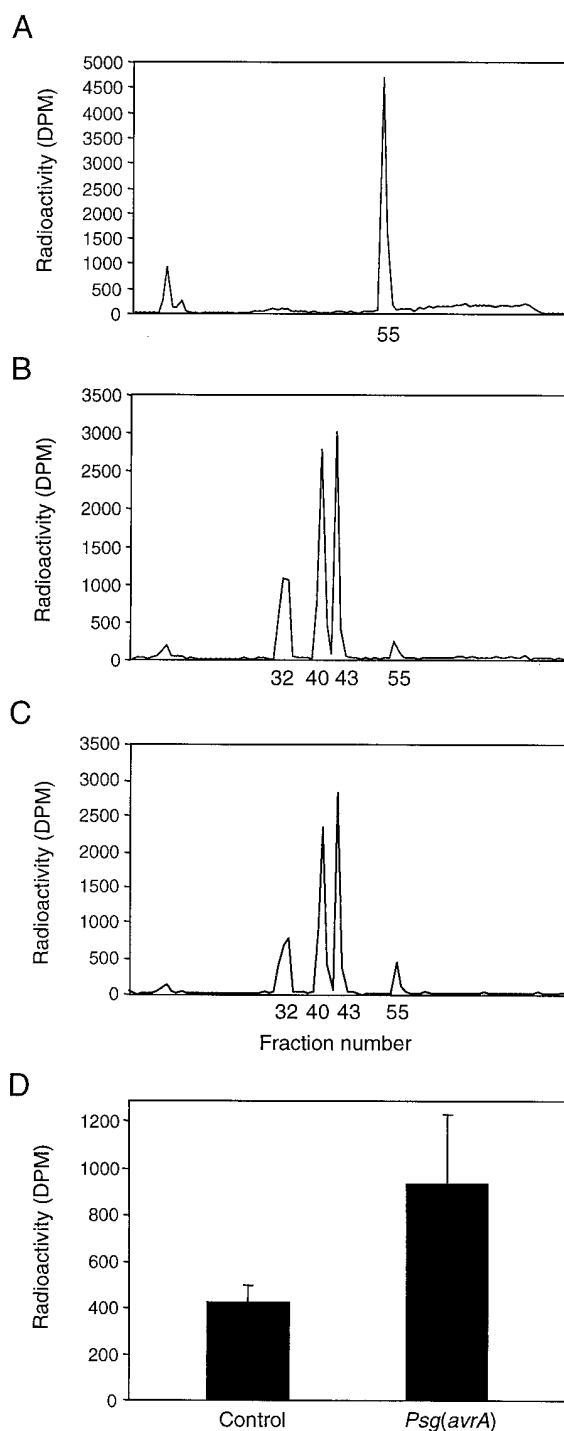 A
Radioactivity (DPM)
5000
4500
4000
3500
3000
2500
2000
1500
1000
500
0
55
B
Radioactivity (DPM)
3500
3000
2500
2000
1500
1000
500
0
32 40 43 55
C
Radioactivity (DPM)
3500
3000
2500
2000
1500
1000
500
0
32 40 43 55
Fraction number
D
Radioactivity (DPM)
1200
1000
800
600
400
200
0
Control Psg(avrA)